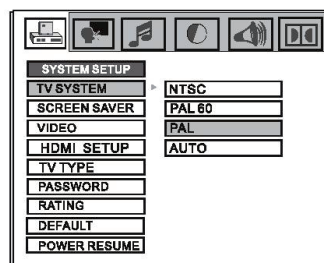 SYSTEM SETUP
TV SYSTEM
NTSC
SCREEN SAVER
PAL 60
VIDEO
PAL
HDMI SETUP
AUTO
TV TYPE
PASSWORD
RATING
DEFAULT
POWER RESUME